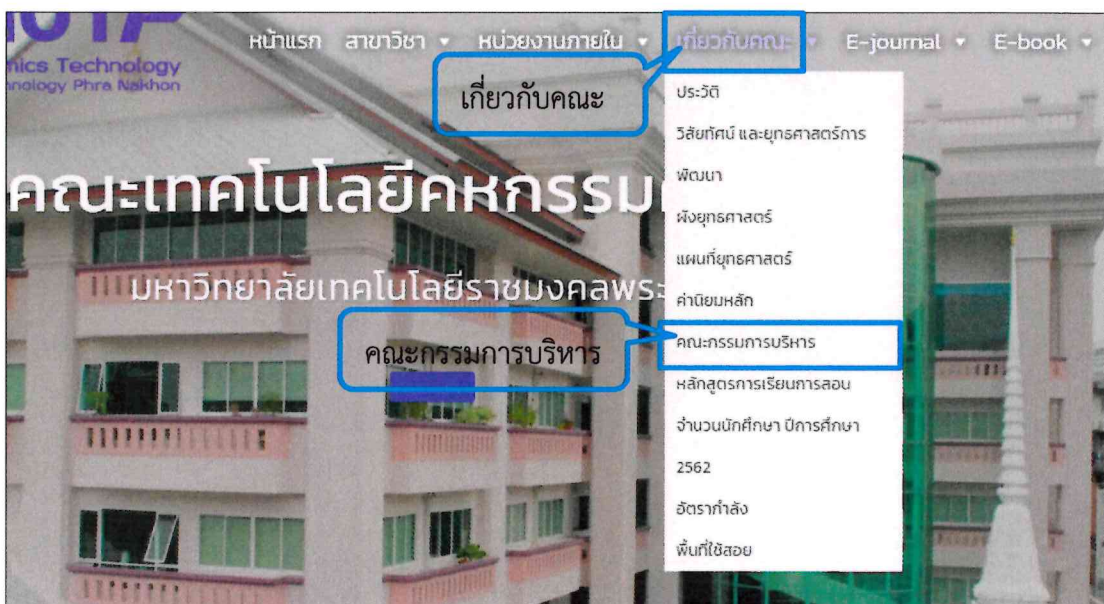 หน้าแรก สาขาวิชา หน่วยงานภายใน เกี่ยวกับคณะ E-journal E-book
mics Technology
nnology Phra Nakhon
เกี่ยวกับคณะ
ประวัติ
วิสัยทัศน์ และยุทธศาสตร์การ
พัฒนา
ผังยุทธศาสตร์
แผนที่ยุทธศาสตร์
ค่านิยมหลัก
คณะกรรมการบริหาร
หลักสูตรการเรียนการสอน
จำนวนนักศึกษา ปีการศึกษา
2562
อัตรากำลัง
พื้นที่ใช้สอย
คณะเทคโนโลยีคหกรรม
มหาวิทยาลัยเทคโนโลยีราชมงคลพระ
คณะกรรมการบริหาร